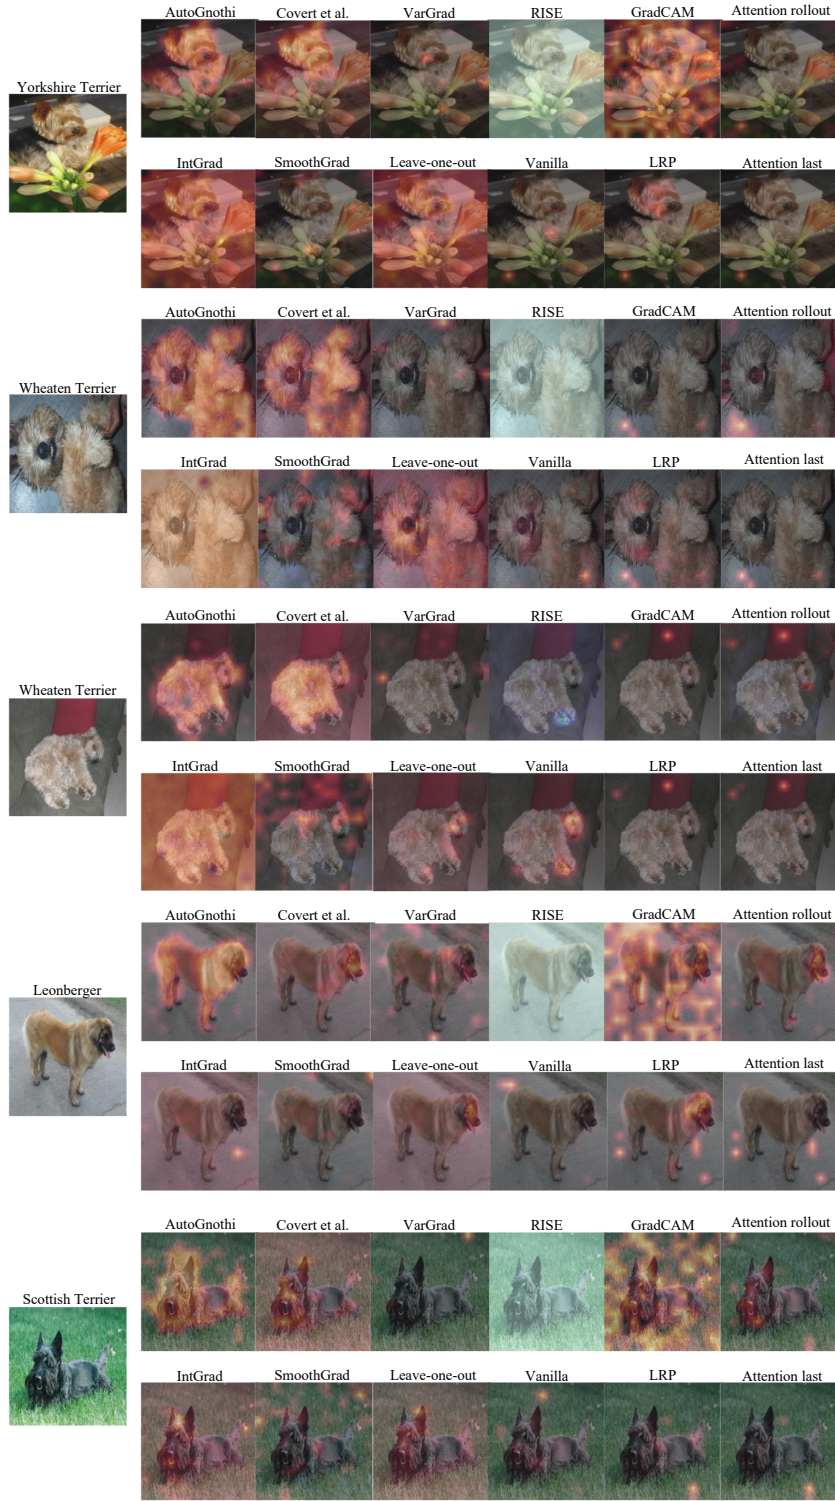 AutoGnothi Covert et al. VarGrad RISE GradCAM Attention rollout
Yorkshire Terrier
IntGrad SmoothGrad Leave-one-out Vanilla LRP Attention last
AutoGnothi Covert et al. VarGrad RISE GradCAM Attention rollout
Wheaten Terrier
IntGrad SmoothGrad Leave-one-out Vanilla LRP Attention last
AutoGnothi Covert et al. VarGrad RISE GradCAM Attention rollout
Wheaten Terrier
IntGrad SmoothGrad Leave-one-out Vanilla LRP Attention last
AutoGnothi Covert et al. VarGrad RISE GradCAM Attention rollout
Leonberger
IntGrad SmoothGrad Leave-one-out Vanilla LRP Attention last
AutoGnothi Covert et al. VarGrad RISE GradCAM Attention rollout
Scottish Terrier
IntGrad SmoothGrad Leave-one-out Vanilla LRP Attention last